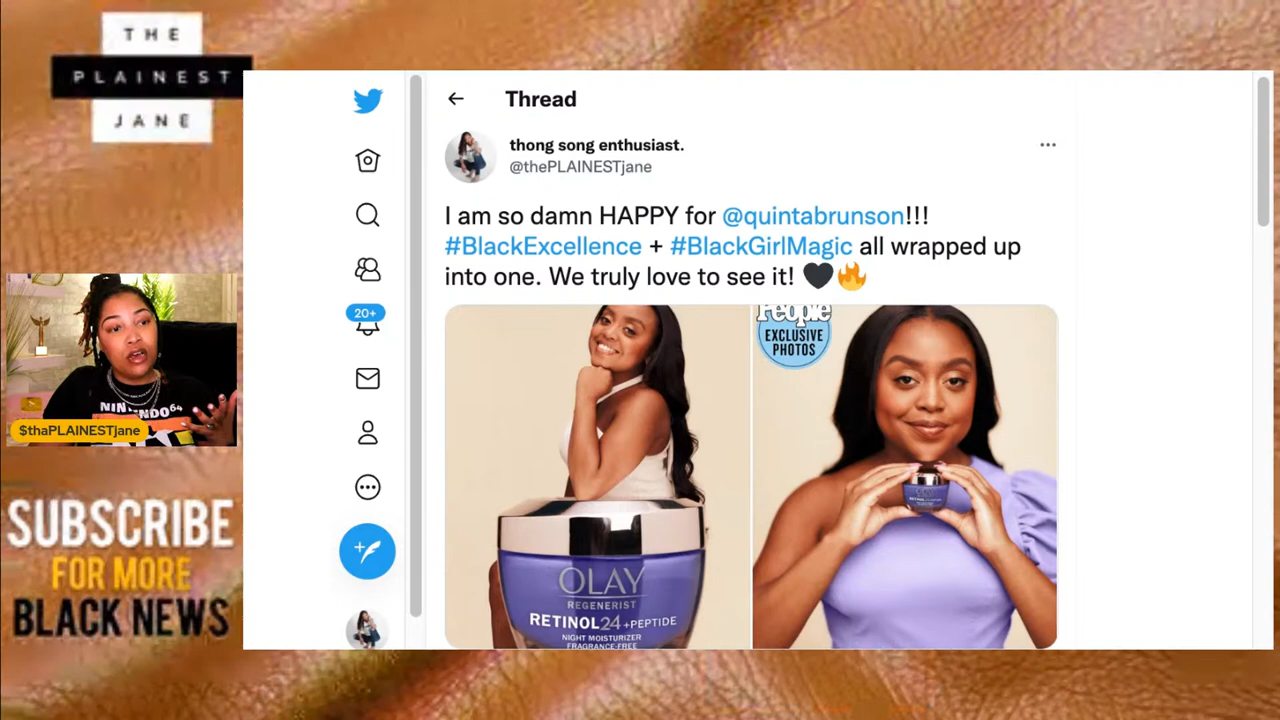 THE
PLAINEST
JANE
Thread
thong song enthusiast.
@thePLAINESTjane
I am so damn HAPPY for @quintabrunson!!!
#BlackExcellence + #BlackGirlMagic all wrapped up
into one. We truly love to see it! 🖤🔥
20+
People
EXCLUSIVE
PHOTOS
OLAY
REGENERIST
RETINOL24 +PEPTIDE
NIGHT MOISTURIZER
FRAGRANCE-FREE
NINTENDO64
$thaPLAINESTjane
SUBSCRIBE
FOR MORE
BLACK NEWS